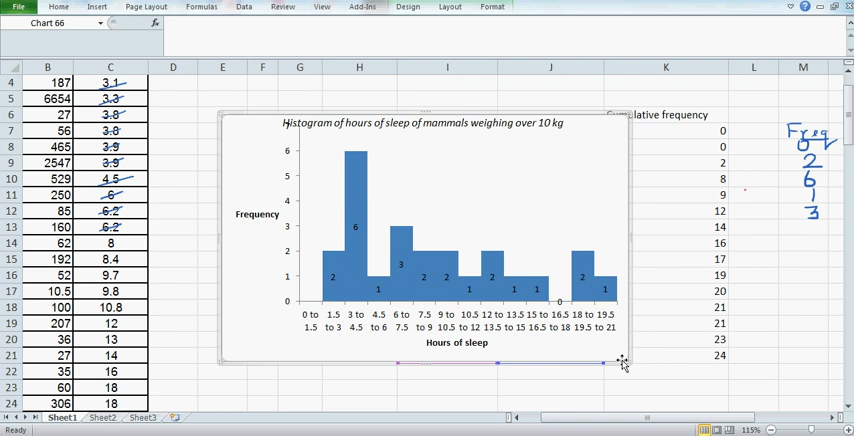 File Home Insert Page Layout Formulas Data Review View Add-Ins Design Layout Format
Chart 66 fx
B C D E F G H I J K L M
4 187 3.1
5 6654 3.3
6 27 3.8 Cumulative frequency
7 56 3.8 0
8 465 3.9 0
9 2547 3.9 2
10 529 4.5 8
11 250 6 9
12 85 6.2 12
13 160 6.2 14
14 62 8 16
15 192 8.4 17
16 52 9.7 19
17 10.5 9.8 20
18 100 10.8 21
19 207 12 21
20 36 13 23
21 27 14 24
22 35 16
23 60 18
24 306 18
Histogram of hours of sleep of mammals weighing over 10 kg
7
6
5
4
3
2
1
0
Frequency
2 6 1 3 2 2 1 2 1 1 0 2 1
0 to 1.5 3 to 4.5 6 to 7.5 9 to 10.5 12 to 13.5 15 to 16.5 18 to 19.5
1.5 to 3 4.5 to 6 7.5 to 9 10.5 to 12 13.5 to 15 16.5 to 18 19.5 to 21
Hours of sleep
Freq
0
2
6
1
3
Sheet1 Sheet2 Sheet3
Ready 115%